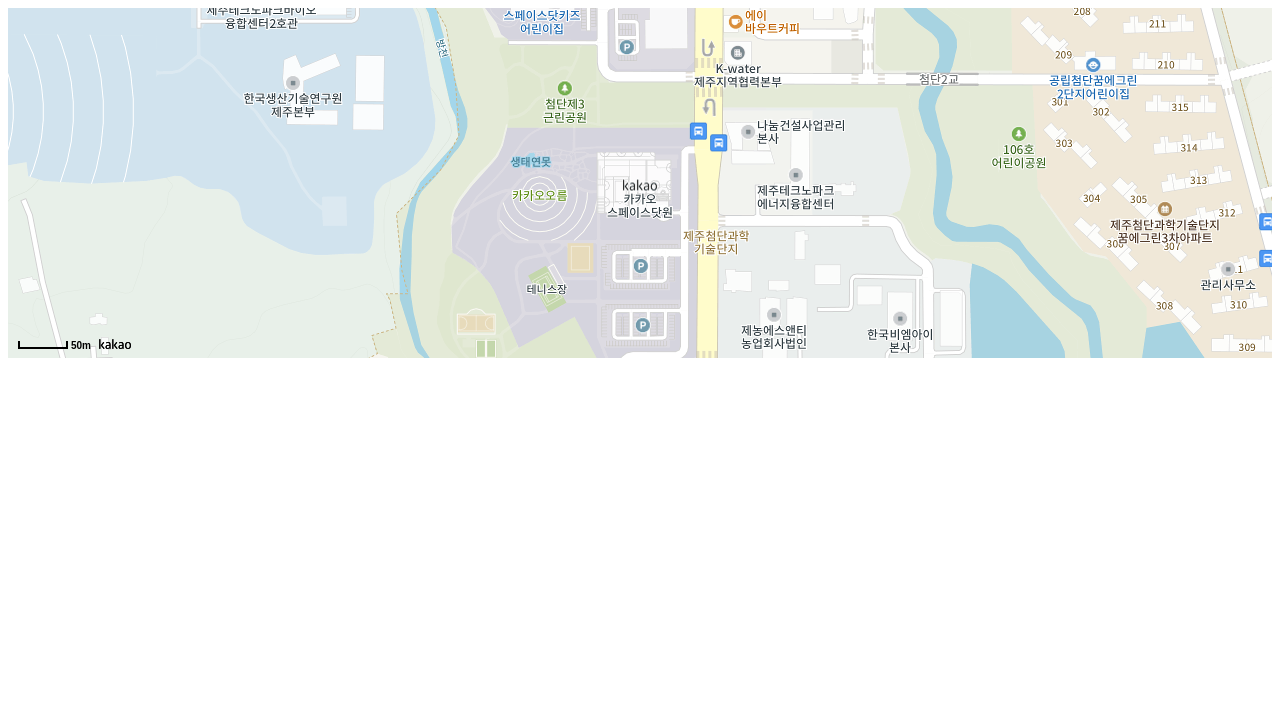 제주테크노파크바이오
융합센터2호관
스페이스닷키즈
어린이집
에이
바우트커피
208
211
209
210
방천
P
K-water
제주지역협력본부
첨단2교
공립첨단꿈에그린
2단지어린이집
한국생산기술연구원
제주본부
첨단제3
근린공원
301
302
315
나눔건설사업관리
본사
303
314
106호
어린이공원
생태연못
카카오오름
kakao
카카오
스페이스닷원
제주테크노파크
에너지융합센터
304
305
313
312
제주첨단과학기술단지
꿈에그린3차아파트
306
307
제주첨단과학
기술단지
P
관리사무소
테니스장
308
310
P
제농에스앤티
농업회사법인
한국비엠아이
본사
309
50m
kakao